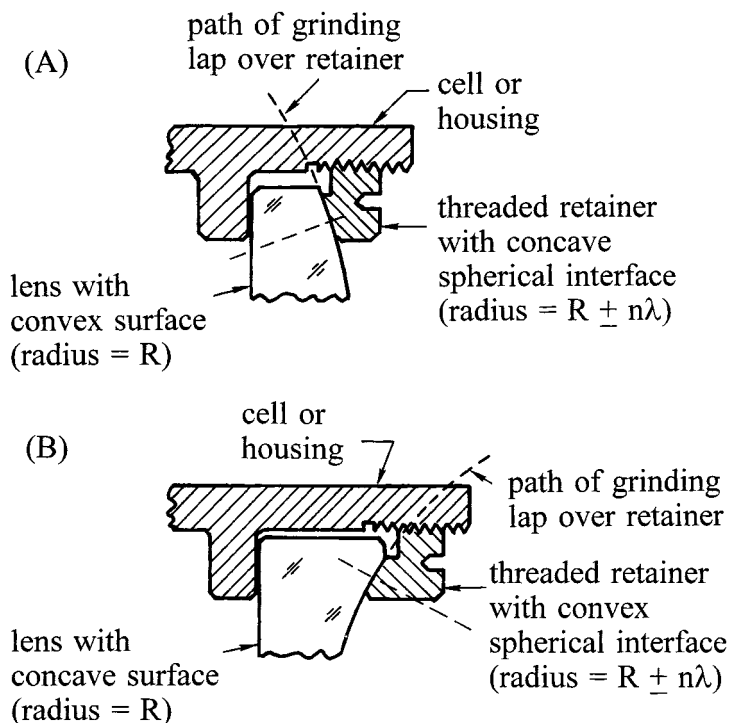 (A)
path of grinding
lap over retainer
cell or
housing
threaded retainer
with concave
spherical interface
(radius = R ± nλ)
lens with
convex surface
(radius = R)
(B)
cell or
housing
path of grinding
lap over retainer
threaded retainer
with convex
spherical interface
(radius = R ± nλ)
lens with
concave surface
(radius = R)